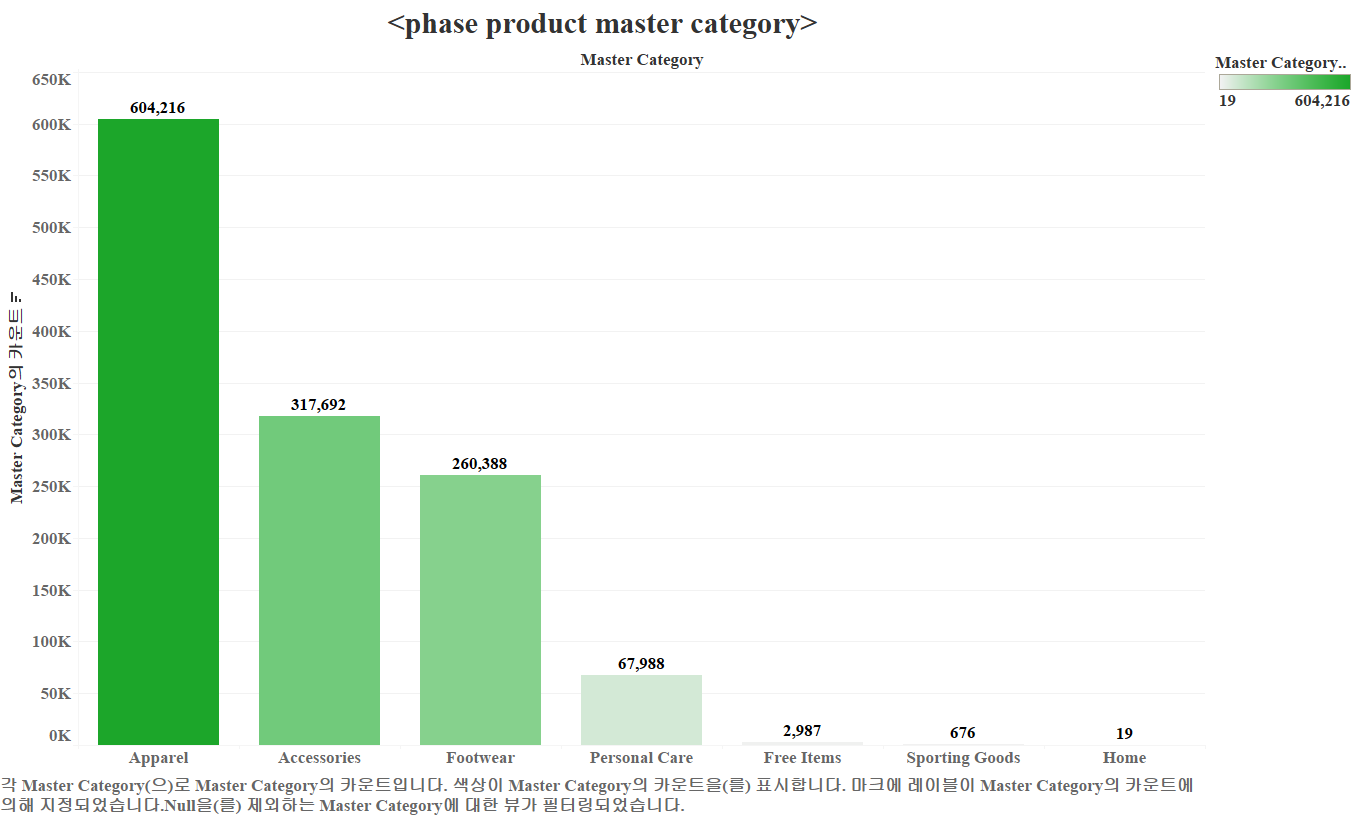 <phase product master category>
Master Category
Master Category..
19 604,216
650K
600K
550K
500K
450K
400K
350K
300K
250K
200K
150K
100K
50K
0K
Master Category의 카운트
604,216
317,692
260,388
67,988
2,987
676
19
Apparel Accessories Footwear Personal Care Free Items Sporting Goods Home
각 Master Category(으)로 Master Category의 카운트입니다. 색상이 Master Category의 카운트을(를) 표시합니다. 마크에 레이블이 Master Category의 카운트에
의해 지정되었습니다.Null을(를) 제외하는 Master Category에 대한 뷰가 필터링되었습니다.